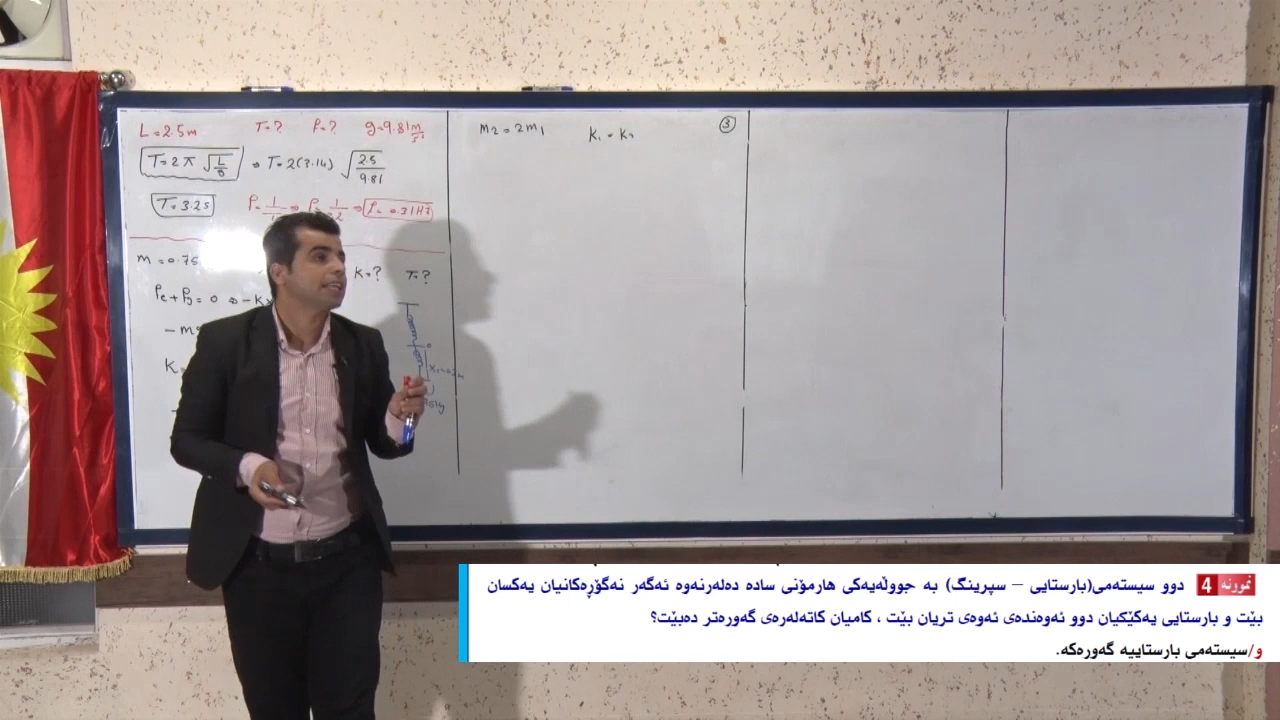 L=2.5m T=? f=? g=9.81 m/s²
T=2π √(L/g) ⇒ T=2(3.14) √(2.5/9.81)
T=3.2s f=1/ ⇒ f=1/ ⇒ f=0.31Hz
m=0.75 K=? T=?
Fe+Fg=0 ⇒ -Kx
K=
m2=2m1 K1=K2 3
نموونە 4 دوو سیستەمی(بارستایی – سپرینگ) بە جووڵەیەکی هارمۆنی سادە دەلەرنەوە ئەگەر نەگۆڕەکانیان یەکسان
بێت و بارستایی یەکێکیان دوو ئەوەندەی ئەوەی تریان بێت ، کامیان کاتەلەرەی گەورەتر دەبێت؟
و/سیستەمی بارستاییە گەورەکە.